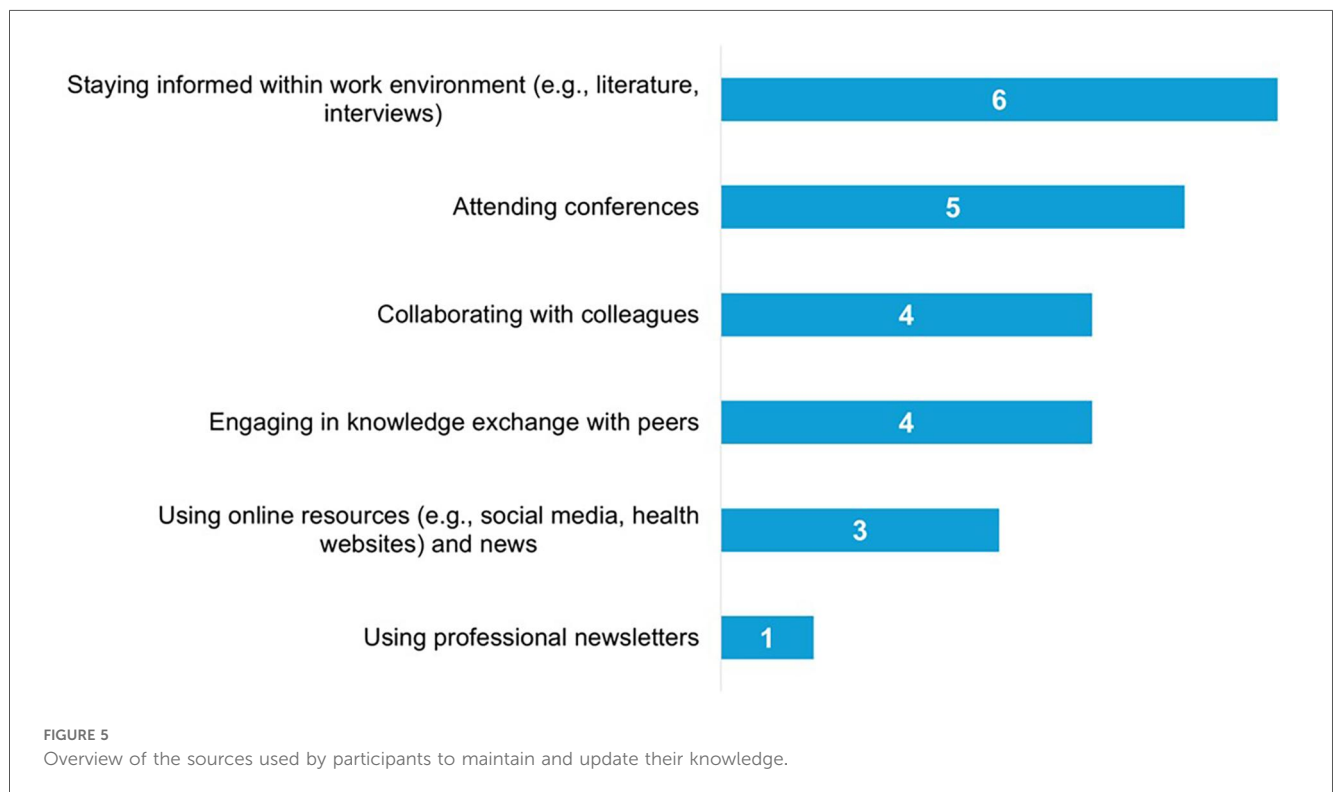 Staying informed within work environment (e.g., literature,
interviews)
6
Attending conferences
5
Collaborating with colleagues
4
Engaging in knowledge exchange with peers
4
Using online resources (e.g., social media, health
websites) and news
3
Using professional newsletters
1
FIGURE 5
Overview of the sources used by participants to maintain and update their knowledge.